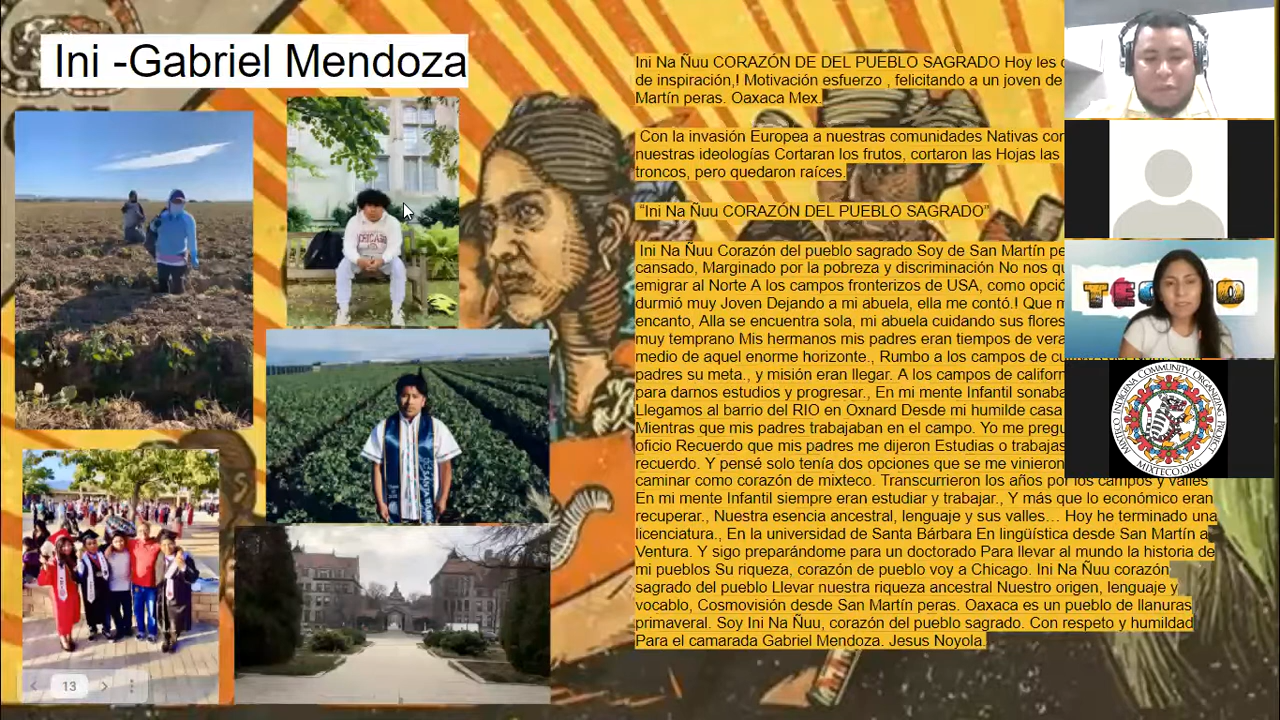 Ini -Gabriel Mendoza
Ini Na Ñuu CORAZÓN DE DEL PUEBLO SAGRADO Hoy les
de inspiración,! Motivación esfuerzo , felicitando a un joven de
Martín peras. Oaxaca Mex.
Con la invasión Europea a nuestras comunidades Nativas
nuestras ideologías Cortaran los frutos, cortaron las Hojas las
troncos, pero quedaron raíces.
“Ini Na Ñuu CORAZÓN DEL PUEBLO SAGRADO”
Ini Na Ñuu Corazón del pueblo sagrado Soy de San Martín
cansado, Marginado por la pobreza y discriminación No nos
emigrar al Norte A los campos fronterizos de USA, como
durmió muy Joven Dejando a mi abuela, ella me contó.! Que
encanto, Alla se encuentra sola, mi abuela cuidando sus flores
muy temprano Mis hermanos mis padres eran tiempos de
medio de aquel enorme horizonte., Rumbo a los campos de
padres su meta., y misión eran llegar. A los campos de
para darnos estudios y progresar., En mi mente Infantil
Llegamos al barrio del RIO en Oxnard Desde mi humilde casa
Mientras que mis padres trabajaban en el campo. Yo me
oficio Recuerdo que mis padres me dijeron Estudias o trabajas
recuerdo. Y pensé solo tenía dos opciones que se me vinieron
caminar como corazón de mixteco. Transcurrieron los años por los campos y valles
En mi mente Infantil siempre eran estudiar y trabajar., Y más que lo económico eran
recuperar., Nuestra esencia ancestral, lenguaje y sus valles… Hoy he terminado una
licenciatura., En la universidad de Santa Bárbara En lingüística desde San Martín a
Ventura. Y sigo preparándome para un doctorado Para llevar al mundo la historia de
mi pueblos Su riqueza, corazón de pueblo voy a Chicago. Ini Na Ñuu corazón
sagrado del pueblo Llevar nuestra riqueza ancestral Nuestro origen, lenguaje y
vocablo, Cosmovisión desde San Martín peras. Oaxaca es un pueblo de llanuras
primaveral. Soy Ini Na Ñuu, corazón del pueblo sagrado. Con respeto y humildad
Para el camarada Gabriel Mendoza. Jesus Noyola.
MIXTECO INDIGENA COMMUNITY ORGANIZING PROJECT
MIXTECO.ORG
13